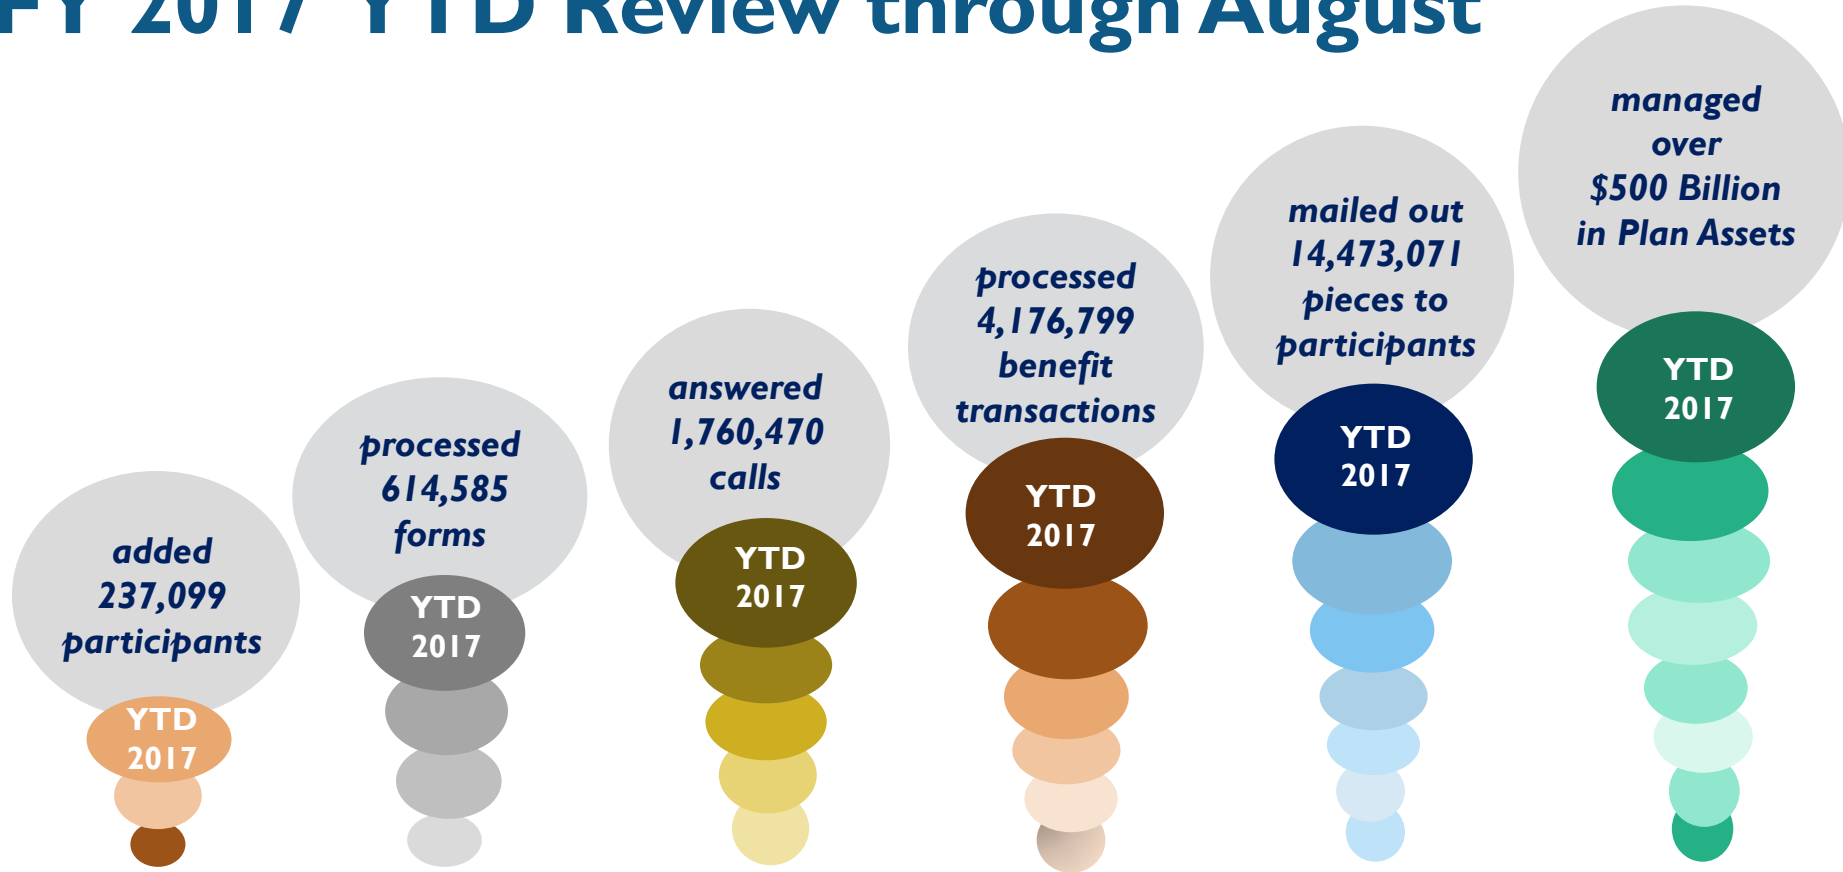 FY 2017 YTD Review through August
added
237,099
participants
YTD
2017
processed
614,585
forms
YTD
2017
answered
1,760,470
calls
YTD
2017
processed
4,176,799
benefit
transactions
YTD
2017
mailed out
14,473,071
pieces to
participants
YTD
2017
managed
over
$500 Billion
in Plan Assets
YTD
2017